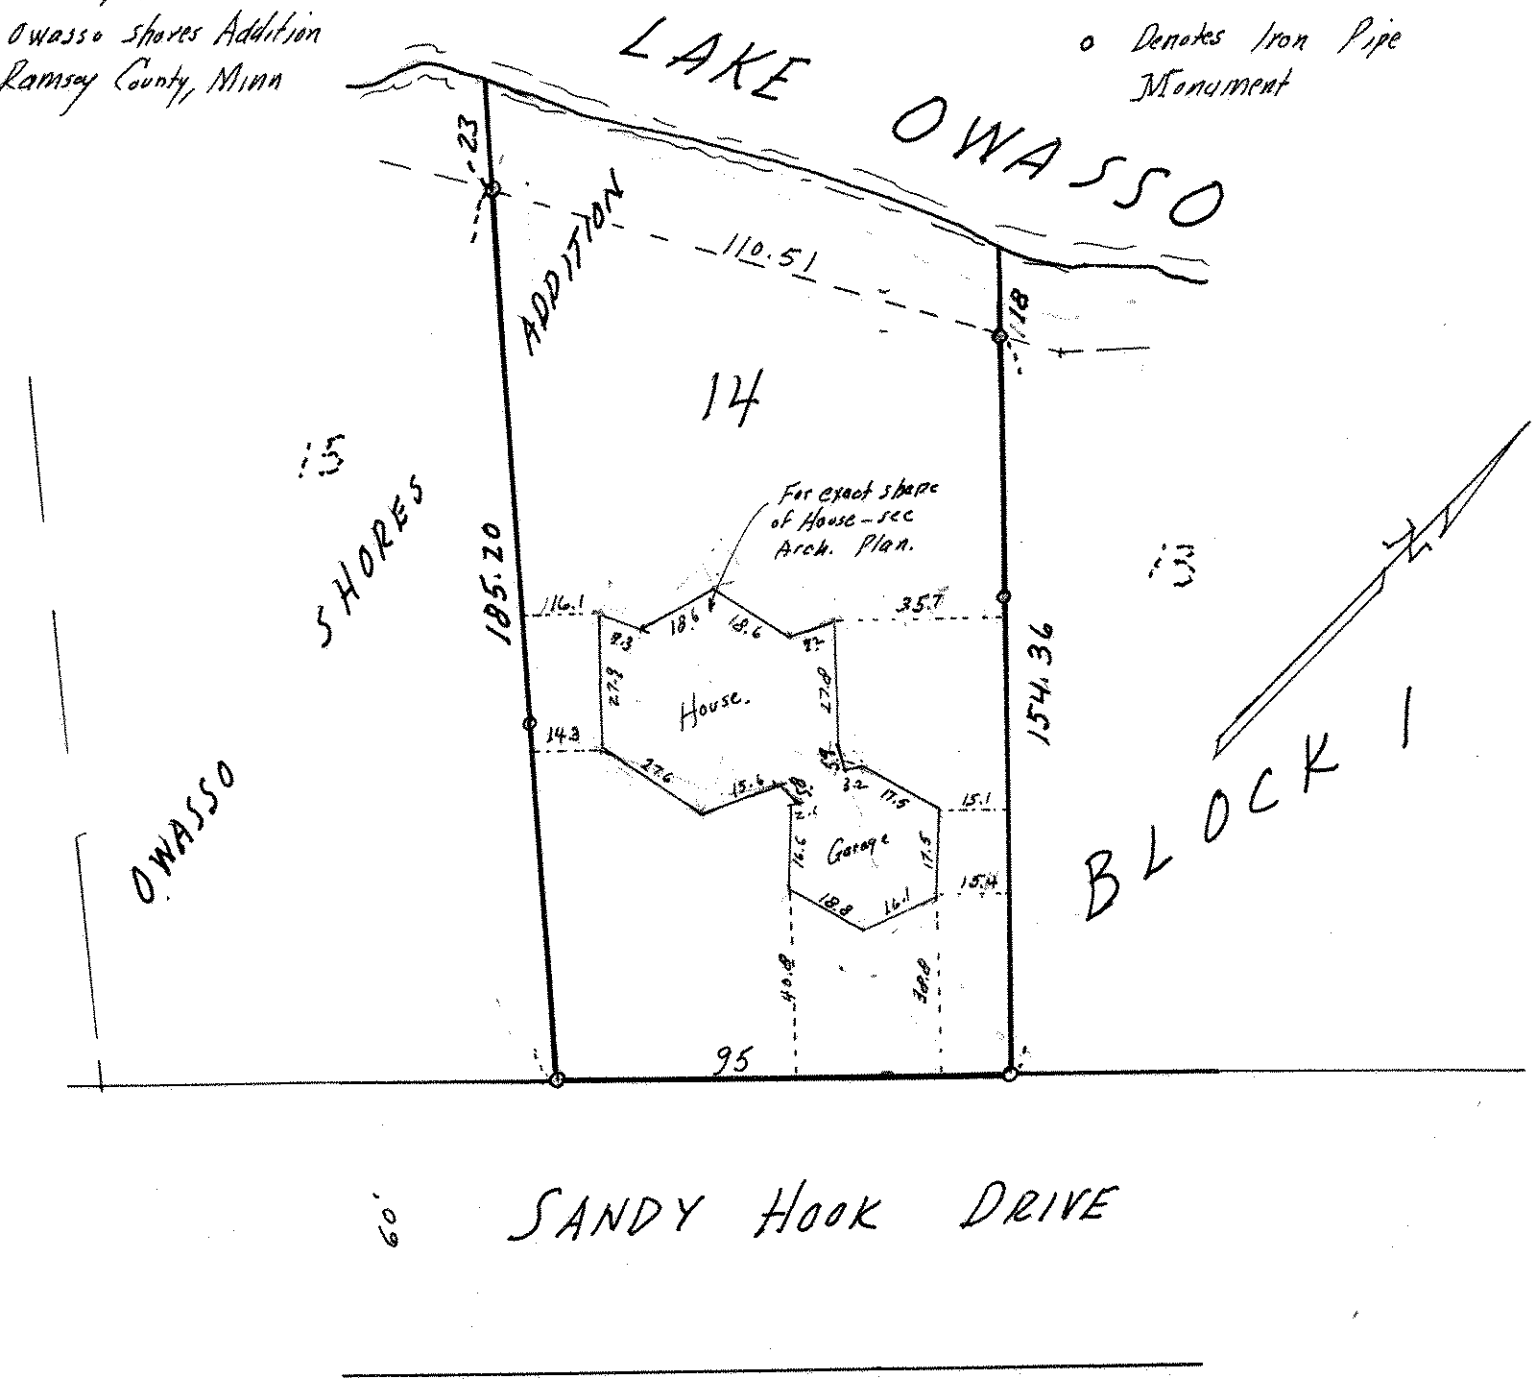 Owasso Shores Addition
Ramsey County, Minn
o Denotes Iron Pipe
Monument
LAKE OWASSO
23
110.51
18
ADDITION
14
15
13
SHORES
OWASSO
BLOCK 1
For exact shape
of House - see
Arch. Plan.
185.20
154.36
16.1
35.7
18.6
18.6
27.9
27.8
House.
14.3
27.6
15.6
3.2
17.5
15.1
16.6
Garage
17.5
15.4
18.8
16.1
40.8
38.8
95
60'
SANDY HOOK DRIVE